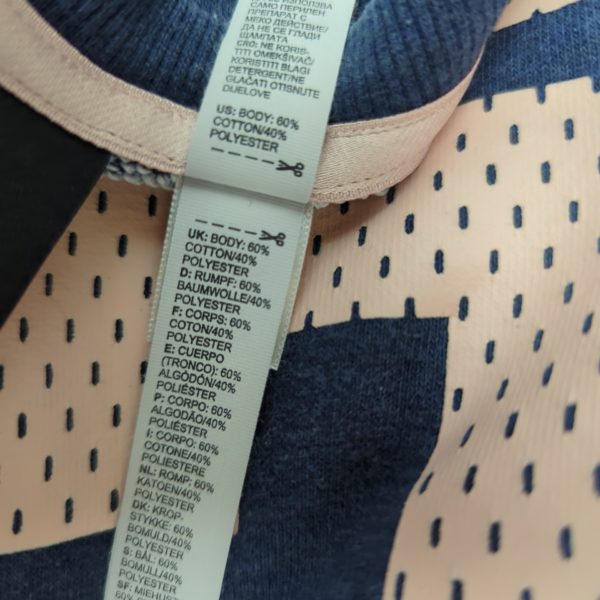 САМО ПЕРИЛЕН
ПРЕПАРАТ С
МЕКО ДЕЙСТВИЕ/
ДА НЕ СЕ ГЛАДИ
ЩАМПАТА
CRO: NE KORIS-
TITI OMEKŠIVAČ/
KORISTITI BLAGI
DETERGENT/NE
GLAČATI OTISNUTE
DIJELOVE
US: BODY: 60%
COTTON/40%
POLYESTER
UK: BODY: 60%
COTTON/40%
POLYESTER
D: RUMPF: 60%
BAUMWOLLE/40%
POLYESTER
F: CORPS: 60%
COTON/40%
POLYESTER
E: CUERPO
(TRONCO): 60%
ALGÓDÓN/40%
POLIÉSTER
P: CORPO: 60%
ALGODÃO/40%
POLIÉSTER
I: CORPO: 60%
COTONE/40%
POLIESTERE
NL: ROMP: 60%
KATOEN/40%
POLYESTER
DK: KROP-
STYKKE: 60%
BOMULD/40%
POLYESTER
S: BÅL: 60%
BOMULL/40%
POLYESTER
SF: MIEHUSTA